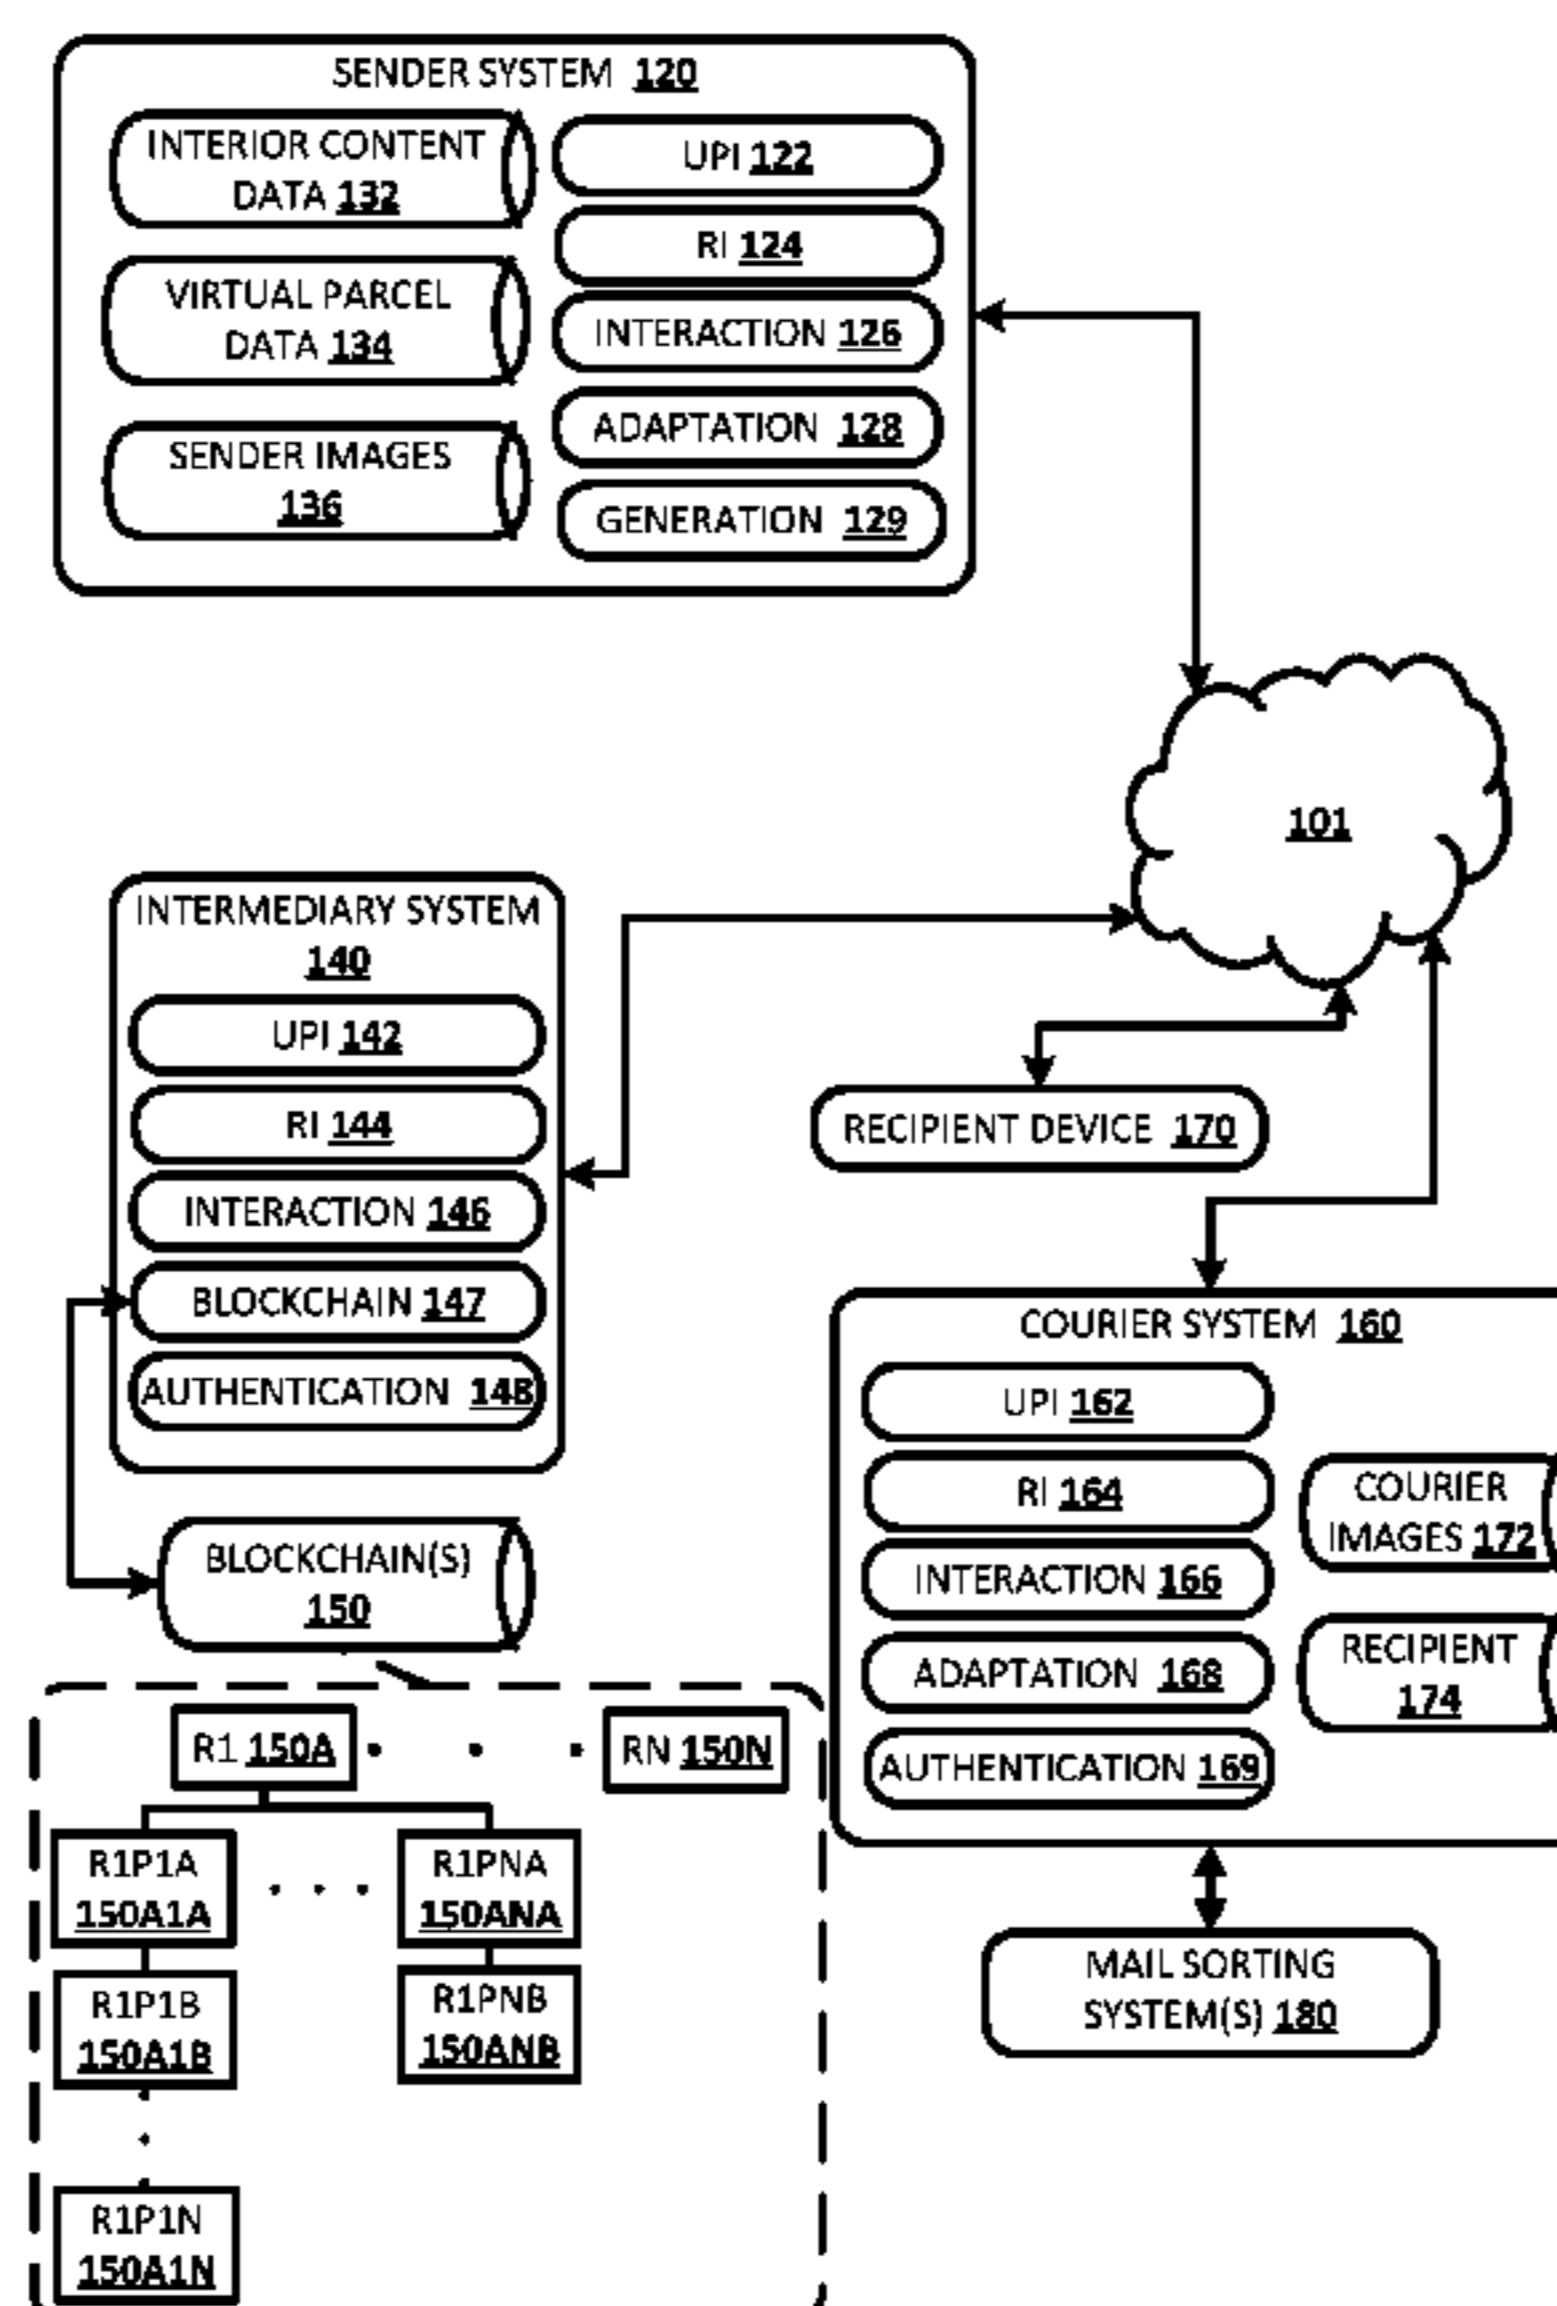 SENDER SYSTEM 120
INTERIOR CONTENT
DATA 132
VIRTUAL PARCEL
DATA 134
SENDER IMAGES
136
UPI 122
RI 124
INTERACTION 126
ADAPTATION 128
GENERATION 129
101
INTERMEDIARY SYSTEM
140
UPI 142
RI 144
INTERACTION 146
BLOCKCHAIN 147
AUTHENTICATION 148
RECIPIENT DEVICE 170
COURIER SYSTEM 160
UPI 162
RI 164
INTERACTION 166
ADAPTATION 168
AUTHENTICATION 169
COURIER
IMAGES 172
RECIPIENT
174
BLOCKCHAIN(S)
150
R1 150A
RN 150N
R1P1A
150A1A
R1PNA
150ANA
R1P1B
150A1B
R1PNB
150ANB
R1P1N
150A1N
MAIL SORTING
SYSTEM(S) 180